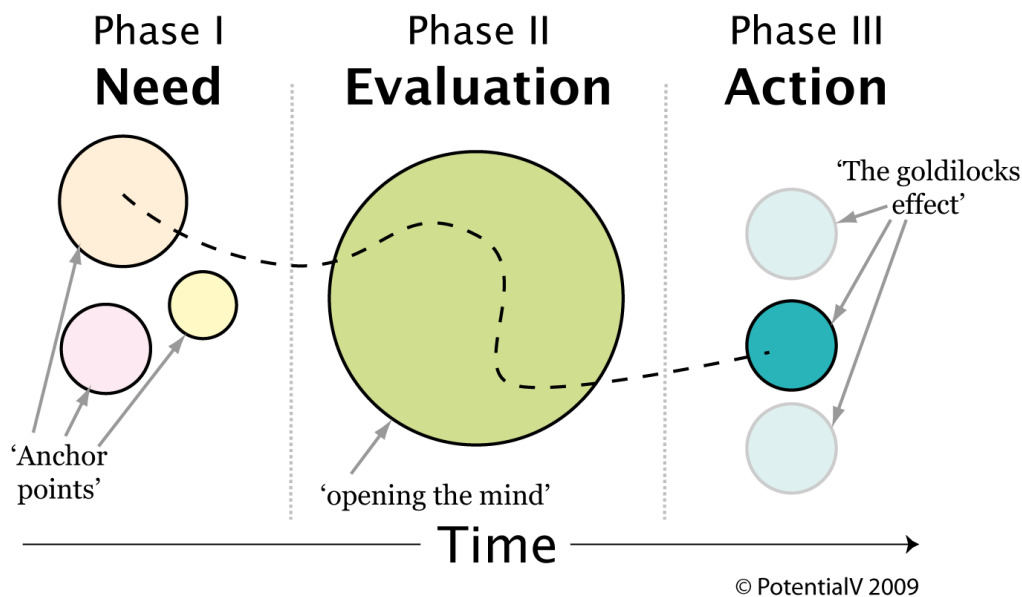 Phase I
Need
Phase II
Evaluation
Phase III
Action
‘The goldilocks
effect’
‘Anchor
points’
‘opening the mind’
Time
© PotentialV 2009